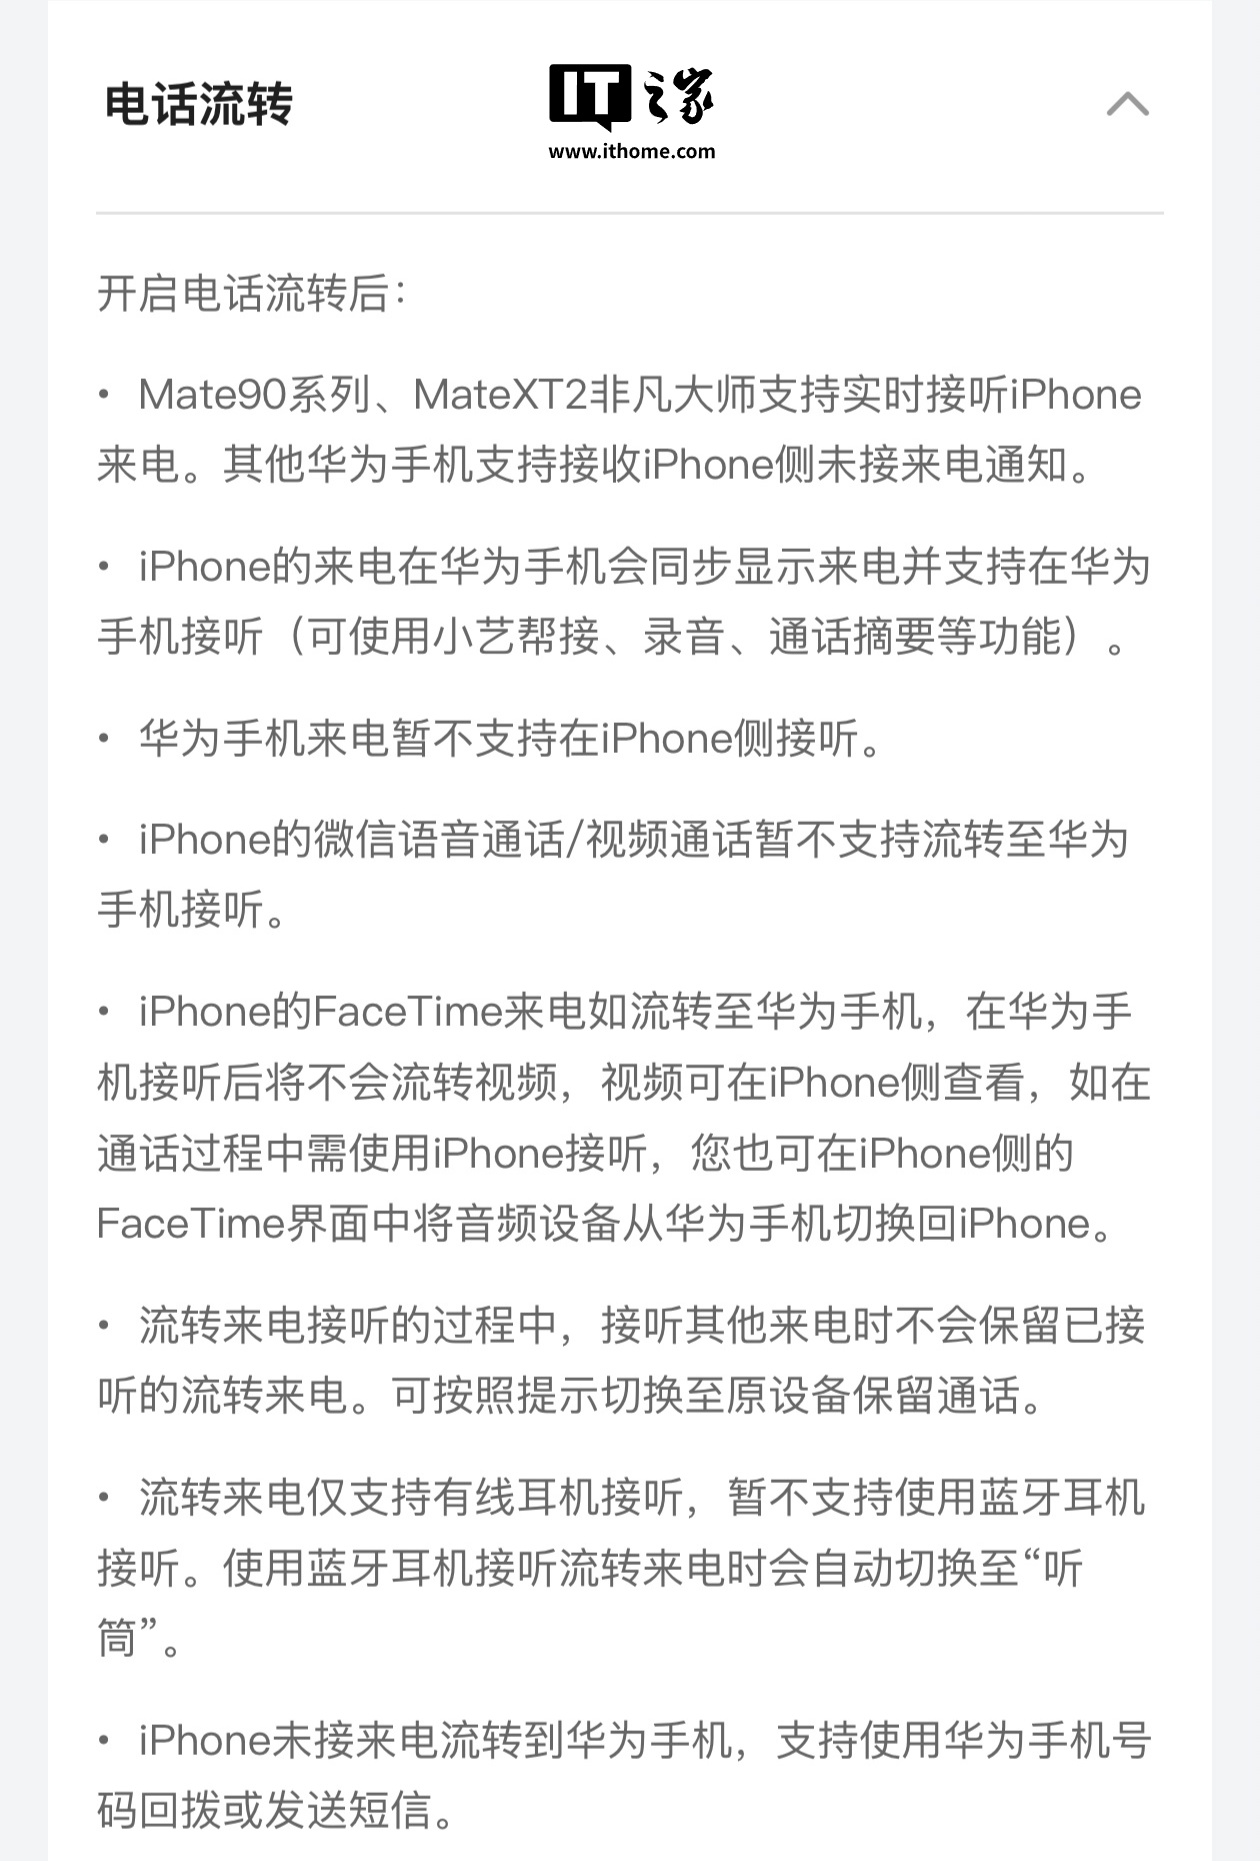 电话流转
IT之家
www.ithome.com
开启电话流转后：
• Mate90系列、MateXT2非凡大师支持实时接听iPhone
来电。其他华为手机支持接收iPhone侧未接来电通知。
• iPhone的来电在华为手机会同步显示来电并支持在华为
手机接听（可使用小艺帮接、录音、通话摘要等功能）。
• 华为手机来电暂不支持在iPhone侧接听。
• iPhone的微信语音通话/视频通话暂不支持流转至华为
手机接听。
• iPhone的FaceTime来电如流转至华为手机，在华为手
机接听后将不会流转视频，视频可在iPhone侧查看，如在
通话过程中需使用iPhone接听，您也可在iPhone侧的
FaceTime界面中将音频设备从华为手机切换回iPhone。
• 流转来电接听的过程中，接听其他来电时不会保留已接
听的流转来电。可按照提示切换至原设备保留通话。
• 流转来电仅支持有线耳机接听，暂不支持使用蓝牙耳机
接听。使用蓝牙耳机接听流转来电时会自动切换至“听
筒”。
• iPhone未接来电流转到华为手机，支持使用华为手机号
码回拨或发送短信。